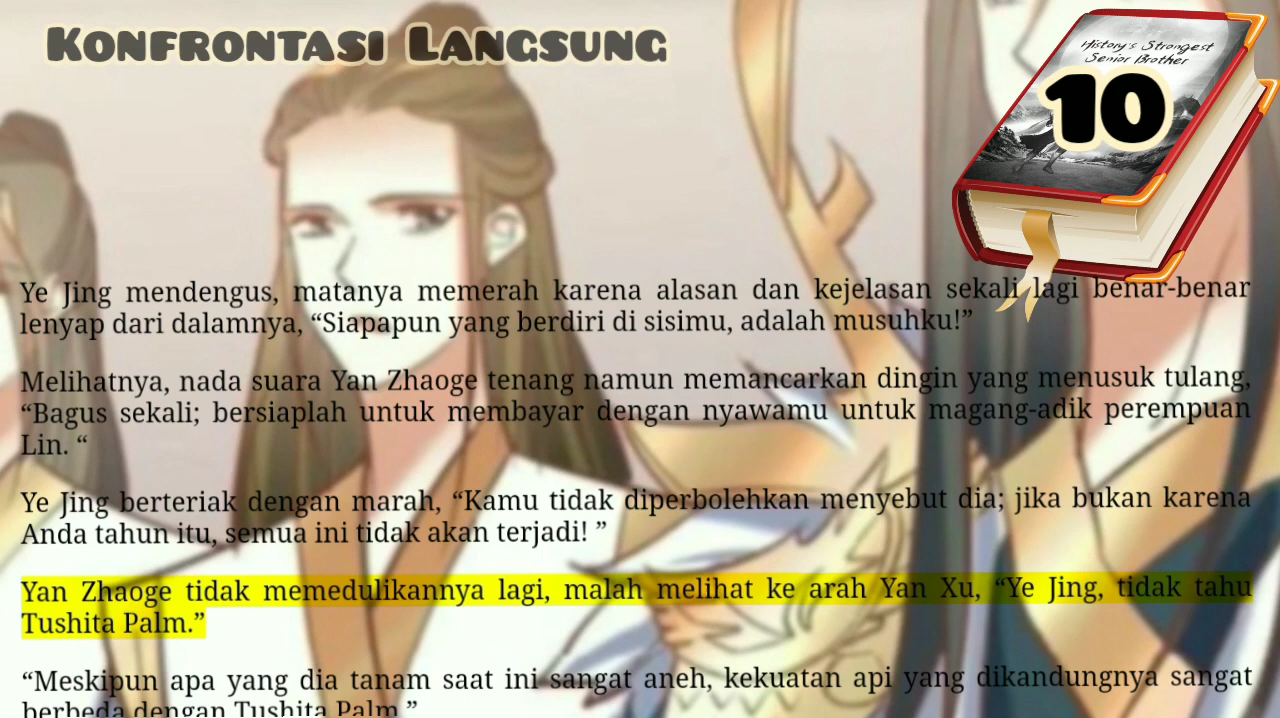 Konfrontasi Langsung
History's Strongest
Senior Brother
10
Ye Jing mendengus, matanya memerah karena alasan dan kejelasan sekali lagi benar-benar
lenyap dari dalamnya, “Siapapun yang berdiri di sisimu, adalah musuhku!”
Melihatnya, nada suara Yan Zhaoge tenang namun memancarkan dingin yang menusuk tulang,
“Bagus sekali; bersiaplah untuk membayar dengan nyawamu untuk magang-adik perempuan
Lin. “
Ye Jing berteriak dengan marah, “Kamu tidak diperbolehkan menyebut dia; jika bukan karena
Anda tahun itu, semua ini tidak akan terjadi! ”
Yan Zhaoge tidak memedulikannya lagi, malah melihat ke arah Yan Xu, “Ye Jing, tidak tahu
Tushita Palm.”
“Meskipun apa yang dia tanam saat ini sangat aneh, kekuatan api yang dikandungnya sangat
berbeda dengan Tushita Palm.”